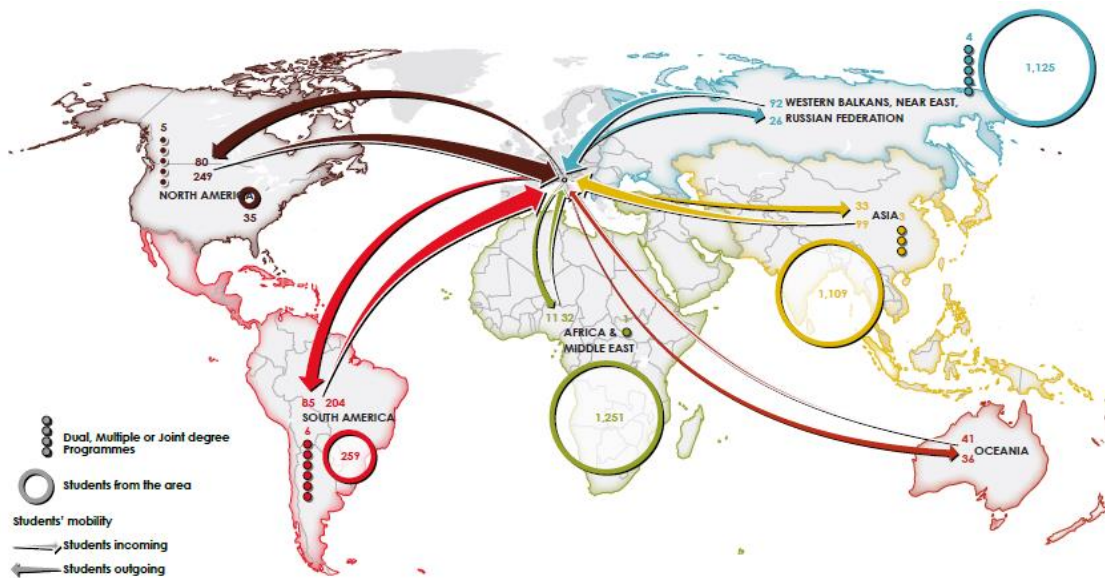 4
1,125
92 WESTERN BALKANS, NEAR EAST,
26 RUSSIAN FEDERATION
5
80
249
NORTH AMERICA
35
33
ASIA 3
99
1,109
11 32
1
AFRICA &
MIDDLE EAST
1,251
85 204
SOUTH AMERICA
6
259
41
OCEANIA
36
Dual, Multiple or Joint degree
Programmes
Students from the area
Students' mobility
Students incoming
Students outgoing